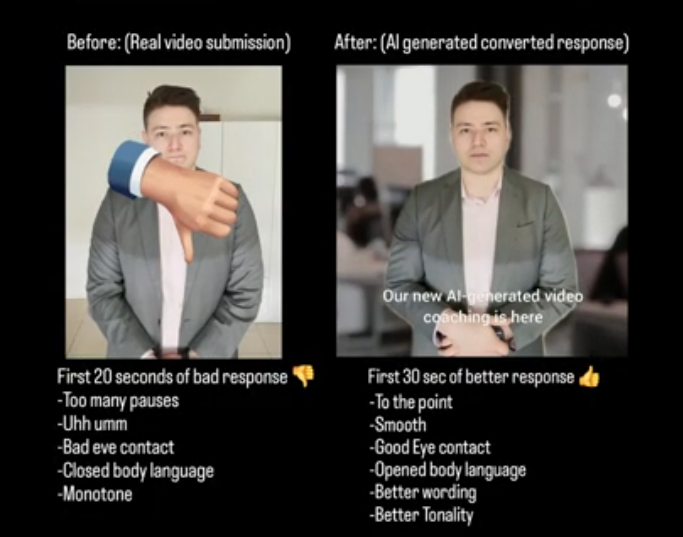 Before: (Real video submission)
After: (AI generated converted response)
Our new AI-generated video
coaching is here
First 20 seconds of bad response 👎
-Too many pauses
-Uhh umm
-Bad eve contact
-Closed body language
-Monotone
First 30 sec of better response 👍
-To the point
-Smooth
-Good Eye contact
-Opened body language
-Better wording
-Better Tonality